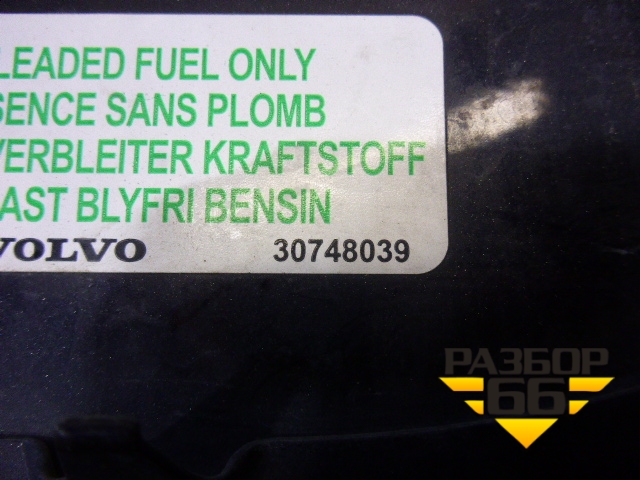 LEADED FUEL ONLY
SENCE SANS PLOMB
VERBLEITER KRAFTSTOFF
AST BLYFRI BENSIN
VOLVO 30748039
РАЗБОР
66